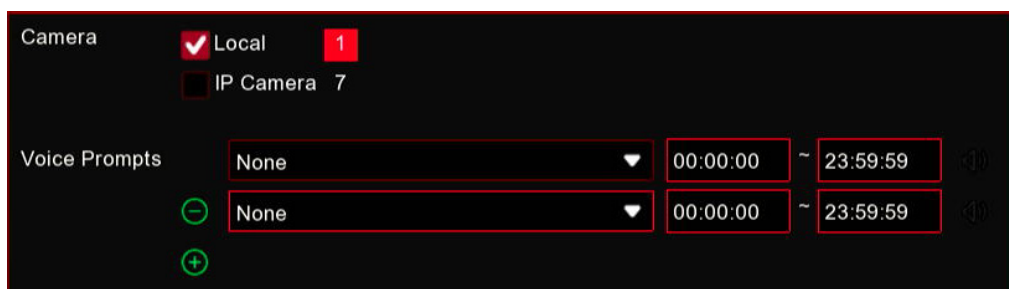 Camera Local 1
IP Camera 7
Voice Prompts None 00:00:00 ~ 23:59:59
None 00:00:00 ~ 23:59:59